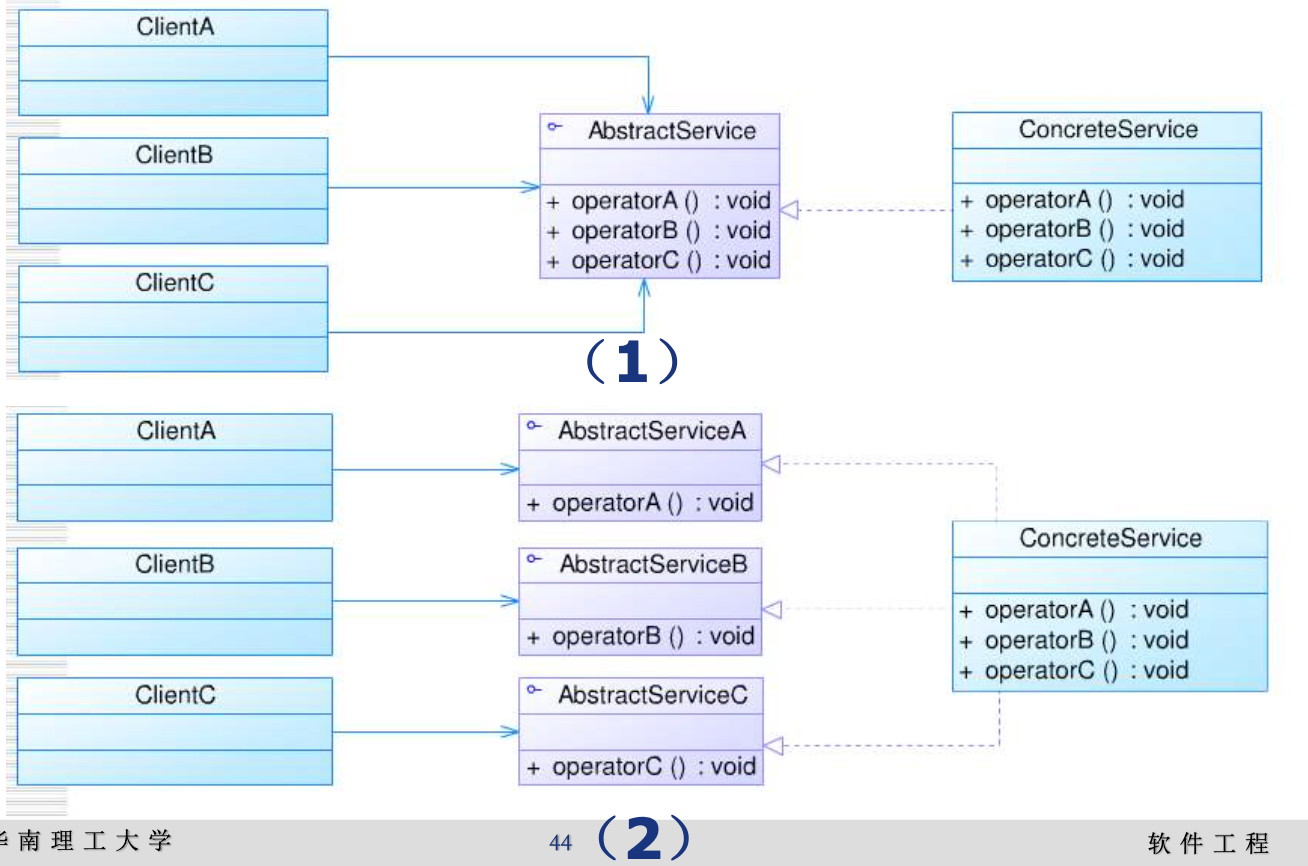 ClientA
AbstractService
+ operatorA () : void
+ operatorB () : void
+ operatorC () : void
ConcreteService
+ operatorA () : void
+ operatorB () : void
+ operatorC () : void
ClientB
ClientC
（1）
ClientA
AbstractServiceA
+ operatorA () : void
ClientB
AbstractServiceB
+ operatorB () : void
ConcreteService
+ operatorA () : void
+ operatorB () : void
+ operatorC () : void
ClientC
AbstractServiceC
+ operatorC () : void
南理工大学
44
（2）
软件工程